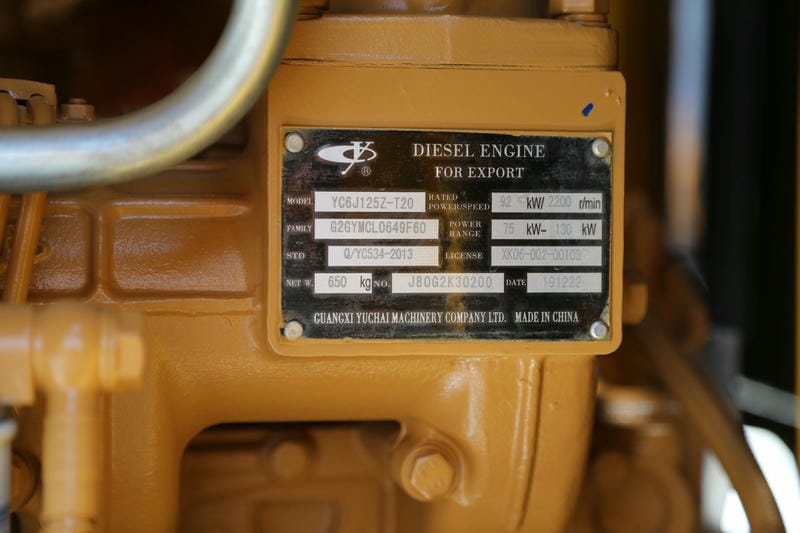 YC ®
DIESEL ENGINE
FOR EXPORT
MODEL YC6J125Z-T20 RATED POWER/SPEED 92 kW/ 2200 r/min
FAMILY G2GYMCL0649F60 POWER RANGE 75 kW- 130 kW
STD Q/YC534-2013 LICENSE XK06-002-00103
NET W. 650 kg NO. J80G2K30200 DATE 191222
GUANGXI YUCHAI MACHINERY COMPANY LTD. MADE IN CHINA